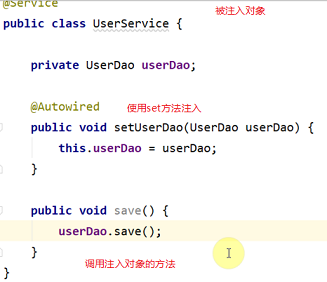 @Service
被注入对象
public class UserService {
private UserDao userDao;
@Autowired 使用set方法注入
public void setUserDao(UserDao userDao) {
this.userDao = userDao;
}
public void save() {
userDao.save();
}
调用注入对象的方法
}